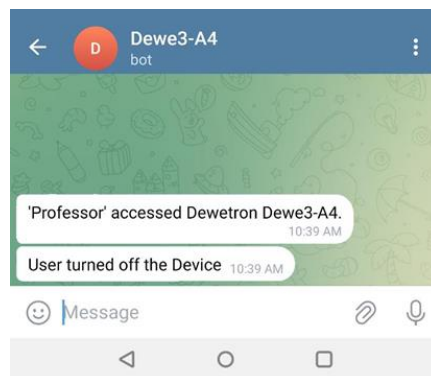 D
Dewe3-A4
bot
'Professor' accessed Dewetron Dewe3-A4.
10:39 AM
User turned off the Device 10:39 AM
Message